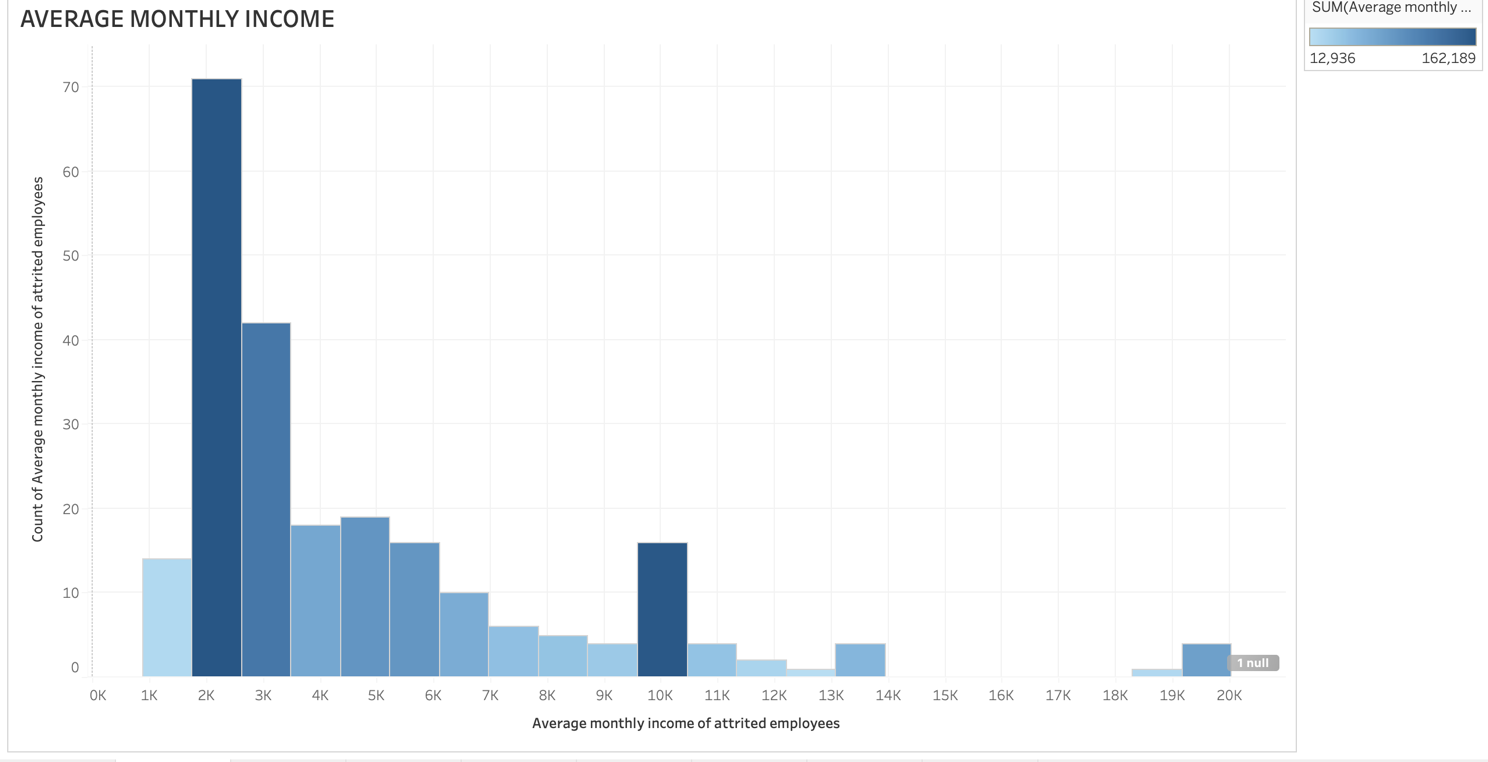 AVERAGE MONTHLY INCOME
SUM(Average monthly ...
12,936 162,189
Count of Average monthly income of attrited employees
70
60
50
40
30
20
10
0
0K 1K 2K 3K 4K 5K 6K 7K 8K 9K 10K 11K 12K 13K 14K 15K 16K 17K 18K 19K 20K
1 null
Average monthly income of attrited employees